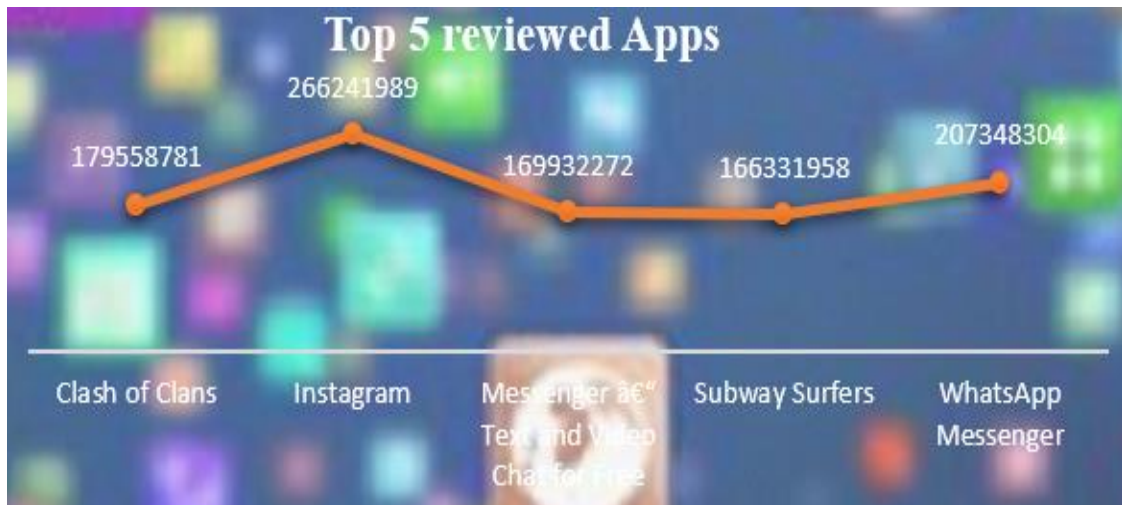 Top 5 reviewed Apps
266241989
179558781
169932272
166331958
207348304
Clash of Clans
Instagram
Messenger â€“
Text and Video
Chat for Free
Subway Surfers
WhatsApp
Messenger